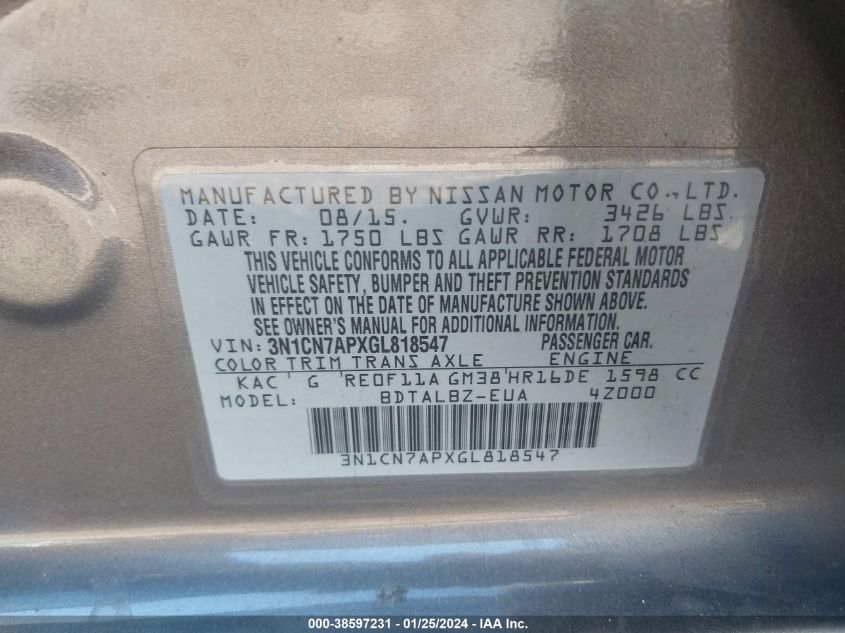 MANUFACTURED BY NISSAN MOTOR CO.,LTD.
DATE: 08/15. GVWR: 3426 LBS
GAWR FR: 1750 LBS GAWR RR: 1708 LBS
THIS VEHICLE CONFORMS TO ALL APPLICABLE FEDERAL MOTOR
VEHICLE SAFETY, BUMPER AND THEFT PREVENTION STANDARDS
IN EFFECT ON THE DATE OF MANUFACTURE SHOWN ABOVE.
SEE OWNER'S MANUAL FOR ADDITIONAL INFORMATION.
VIN: 3N1CN7APXGL818547 PASSENGER CAR.
COLOR TRIM TRANS AXLE ENGINE
KAC ' G ' RE0F11A GM38 ' HR16DE 1598 CC
MODEL: BDTALBZ-EUA 4Z000
3N1CN7APXGL818547
000-38597231 - 01/25/2024 - IAA Inc.